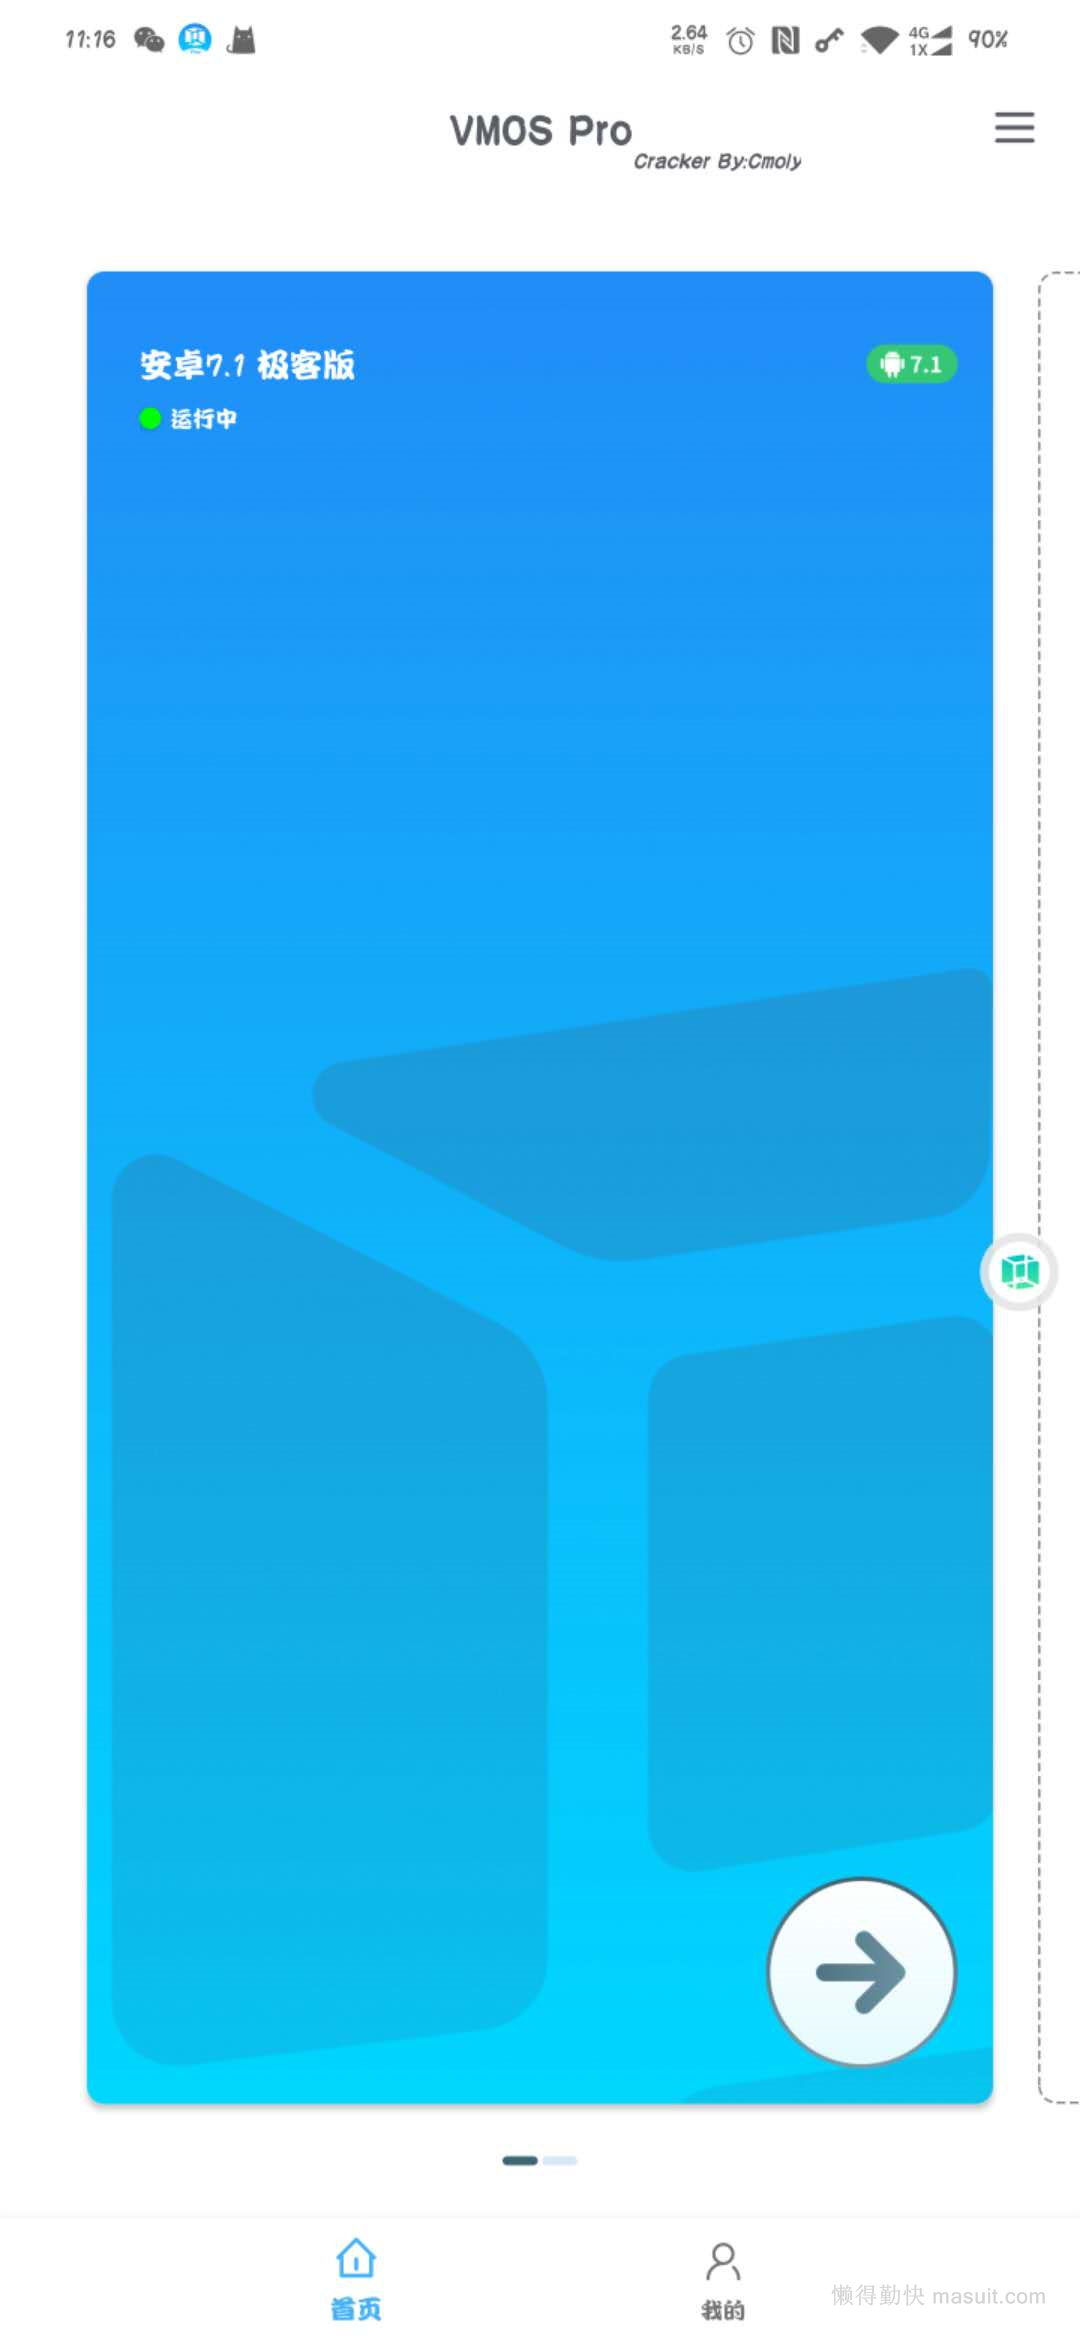 11:16
2.64
KB/S
4G
1X
90%
VMOS Pro
Cracker By:Cmoly
安卓7.1 极客版
7.1
运行中
首页
我的
懒得勤快 masuit.com